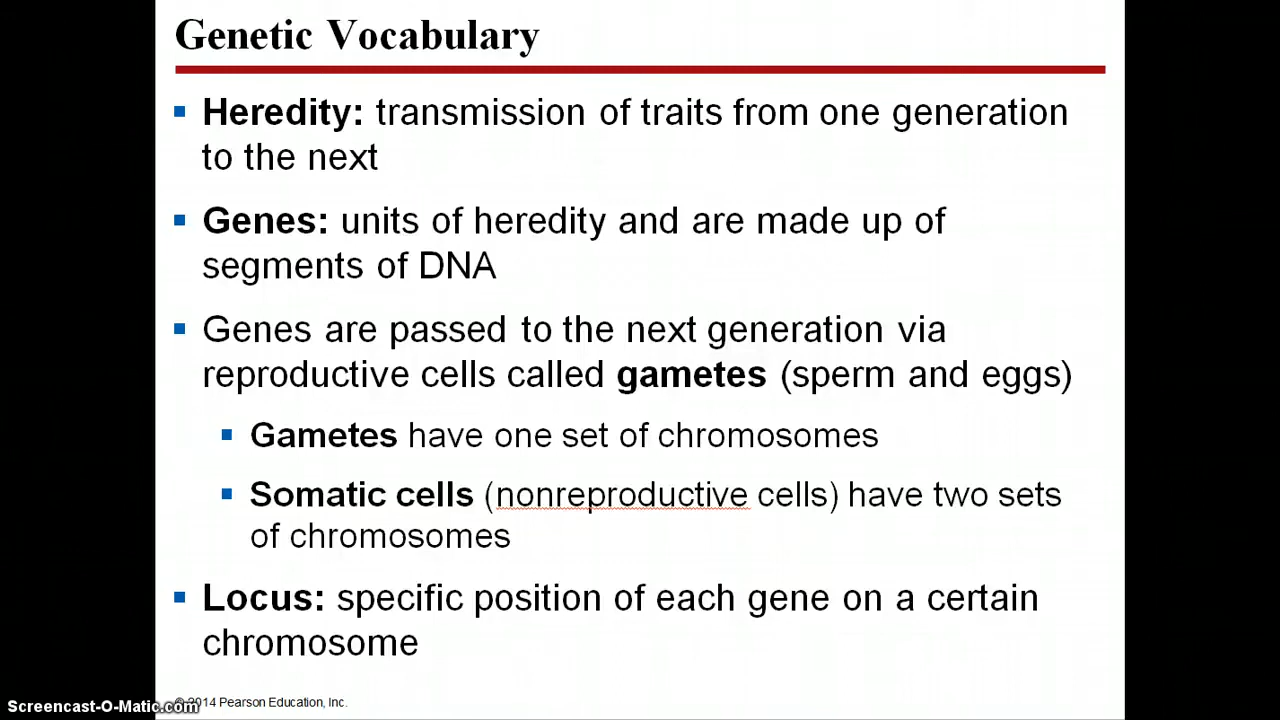 Genetic Vocabulary
▪ Heredity: transmission of traits from one generation
to the next
▪ Genes: units of heredity and are made up of
segments of DNA
▪ Genes are passed to the next generation via
reproductive cells called gametes (sperm and eggs)
▪ Gametes have one set of chromosomes
▪ Somatic cells (nonreproductive cells) have two sets
of chromosomes
▪ Locus: specific position of each gene on a certain
chromosome
© 2014 Pearson Education, Inc.
Screencast-O-Matic.com